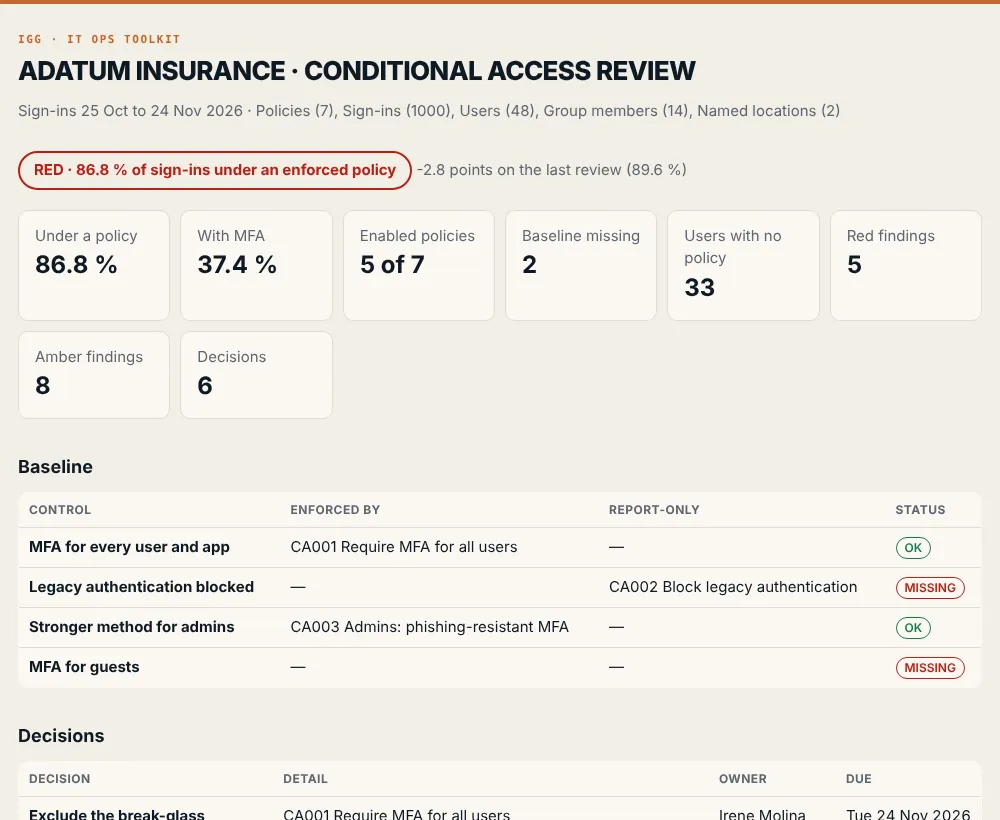 IGG · IT OPS TOOLKIT
ADATUM INSURANCE · CONDITIONAL ACCESS REVIEW
Sign-ins 25 Oct to 24 Nov 2026 · Policies (7), Sign-ins (1000), Users (48), Group members (14), Named locations (2)
RED · 86.8 % of sign-ins under an enforced policy -2.8 points on the last review (89.6 %)
Under a policy
86.8 %
With MFA
37.4 %
Enabled policies
5 of 7
Baseline missing
2
Users with no
policy
33
Red findings
5
Amber findings
8
Decisions
6
Baseline
CONTROL ENFORCED BY REPORT-ONLY STATUS
MFA for every user and app CA001 Require MFA for all users — OK
Legacy authentication blocked — CA002 Block legacy authentication MISSING
Stronger method for admins CA003 Admins: phishing-resistant MFA — OK
MFA for guests — — MISSING
Decisions
DECISION DETAIL OWNER DUE
Exclude the break-glass CA001 Require MFA for all users Irene Molina Tue 24 Nov 2026